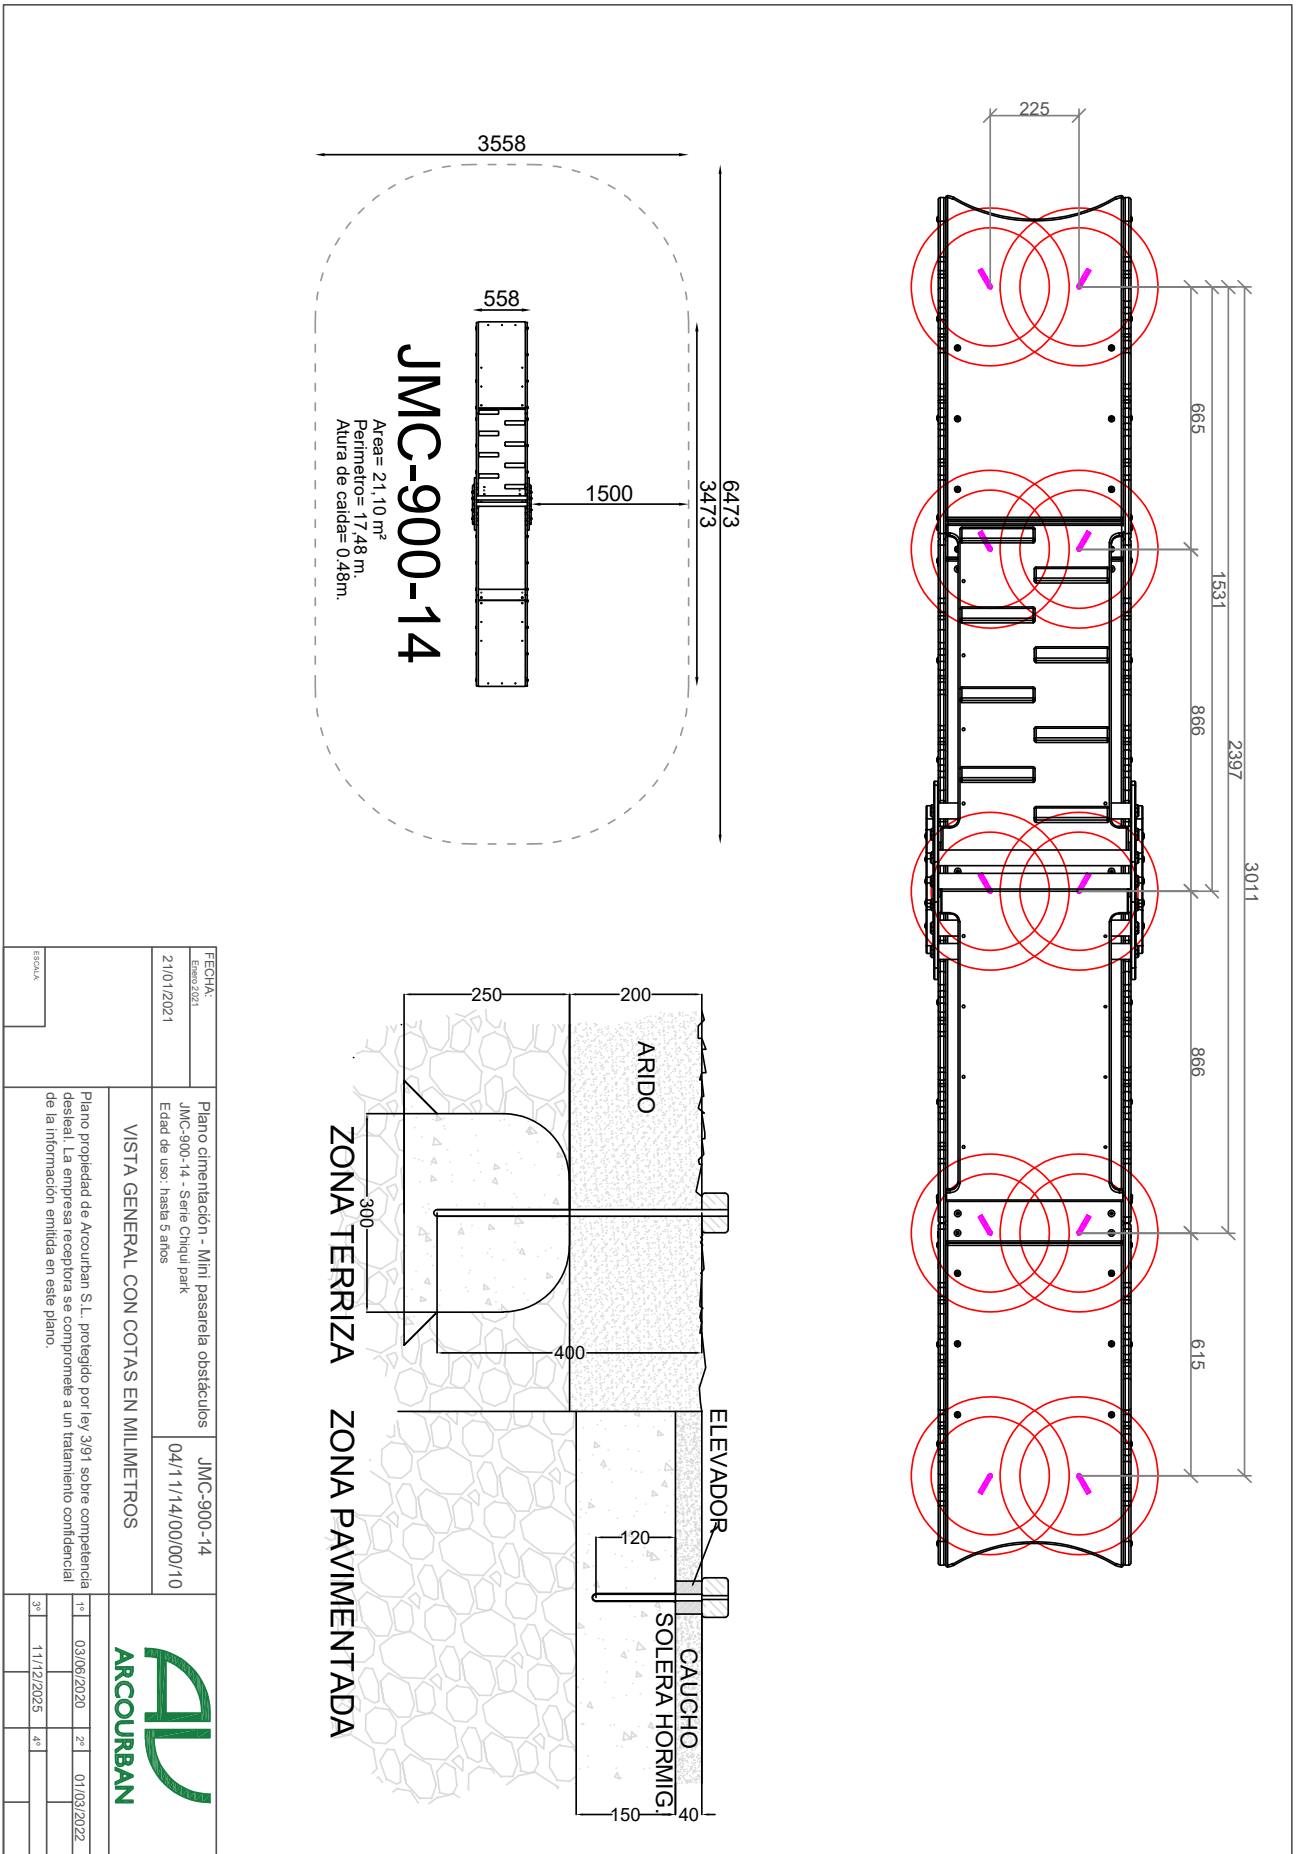 225
665
866
866
615
1531
2397
3011
3558
6473
3473
558
1500
JMC-900-14
Area= 21,10 m²
Perimetro= 17,48 m.
Atura de caida= 0.48m.
250
200
ARIDO
300
400
ZONA TERRIZA
ELEVADOR
120
CAUCHO
SOLERA HORMIG.
150
40
ZONA PAVIMENTADA
FECHA:
Enero 2021
21/01/2021
ESCALA:
Plano cimentación - Mini pasarela obstáculos
JMC-900-14 - Serie Chiqui park
Edad de uso: hasta 5 años
JMC-900-14
04/11/14/00/00/10
VISTA GENERAL CON COTAS EN MILIMETROS
Plano propiedad de Arcourban S.L. protegido por ley 3/91 sobre competencia
desleal. La empresa receptora se compromete a un tratamiento confidencial
de la información emitida en este plano.
ARCOURBAN
1º 03/06/2020 2º 01/03/2022
3º 11/12/2025 4º